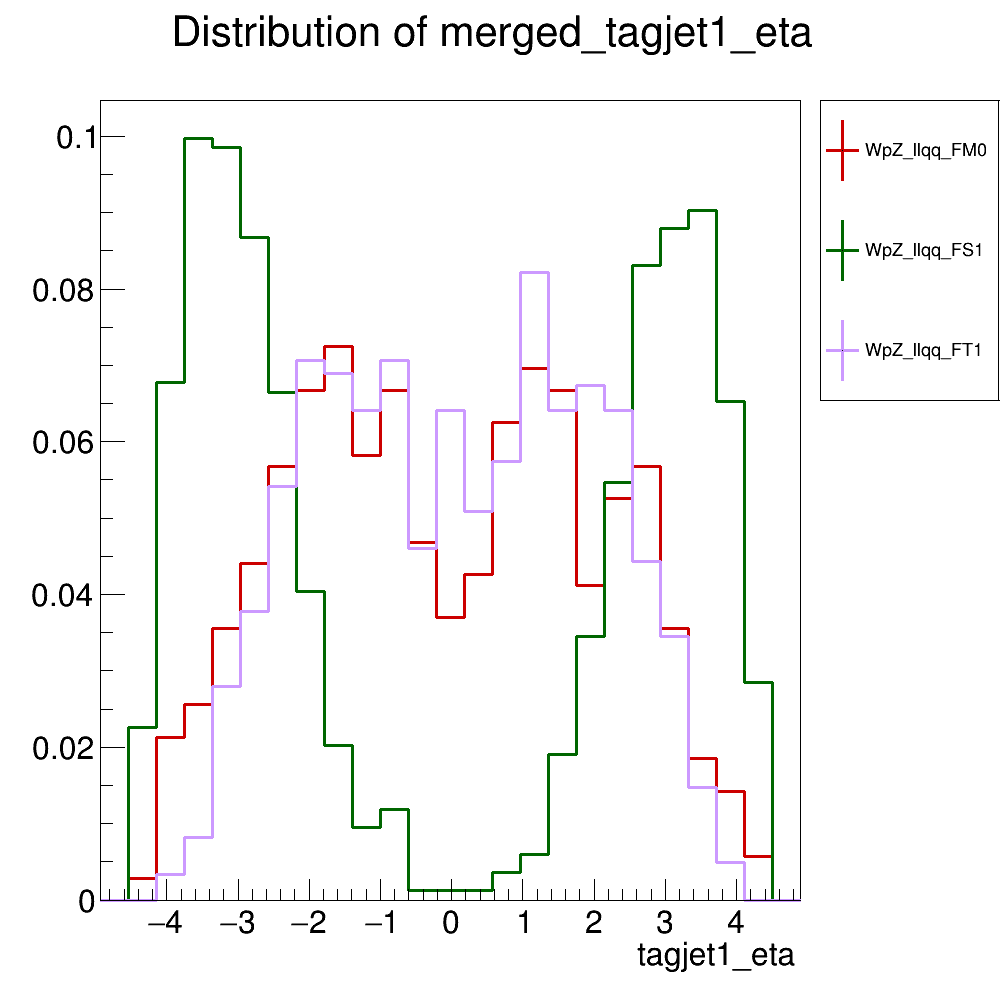 Distribution of merged_tagjet1_eta
0.1
0.08
0.06
0.04
0.02
0
−4 −3 −2 −1 0 1 2 3 4
tagjet1_eta
WpZ_llqq_FM0
WpZ_llqq_FS1
WpZ_llqq_FT1